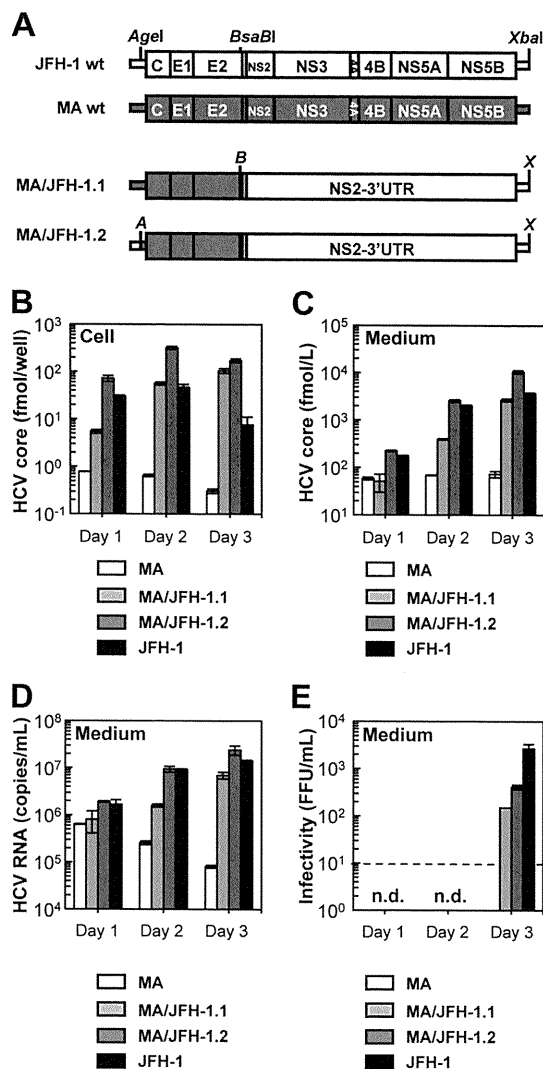 A
AgeI BsaBI XbaI
JFH-1 wt C E1 E2 NS2 NS3 4A 4B NS5A NS5B
MA wt C E1 E2 NS2 NS3 4A 4B NS5A NS5B
B X
MA/JFH-1.1 NS2-3'UTR
A X
MA/JFH-1.2 NS2-3'UTR
B
Cell
HCV core (fmol/well)
10³
10²
10¹
10⁰
10⁻¹
Day 1 Day 2 Day 3
MA
MA/JFH-1.1
MA/JFH-1.2
JFH-1
C
Medium
HCV core (fmol/L)
10⁵
10⁴
10³
10²
10¹
Day 1 Day 2 Day 3
MA
MA/JFH-1.1
MA/JFH-1.2
JFH-1
D
Medium
HCV RNA (copies/mL)
10⁸
10⁷
10⁶
10⁵
10⁴
Day 1 Day 2 Day 3
MA
MA/JFH-1.1
MA/JFH-1.2
JFH-1
E
Medium
Infectivity (FFU/mL)
10⁴
10³
10²
10¹
10⁰
n.d. n.d.
Day 1 Day 2 Day 3
MA
MA/JFH-1.1
MA/JFH-1.2
JFH-1